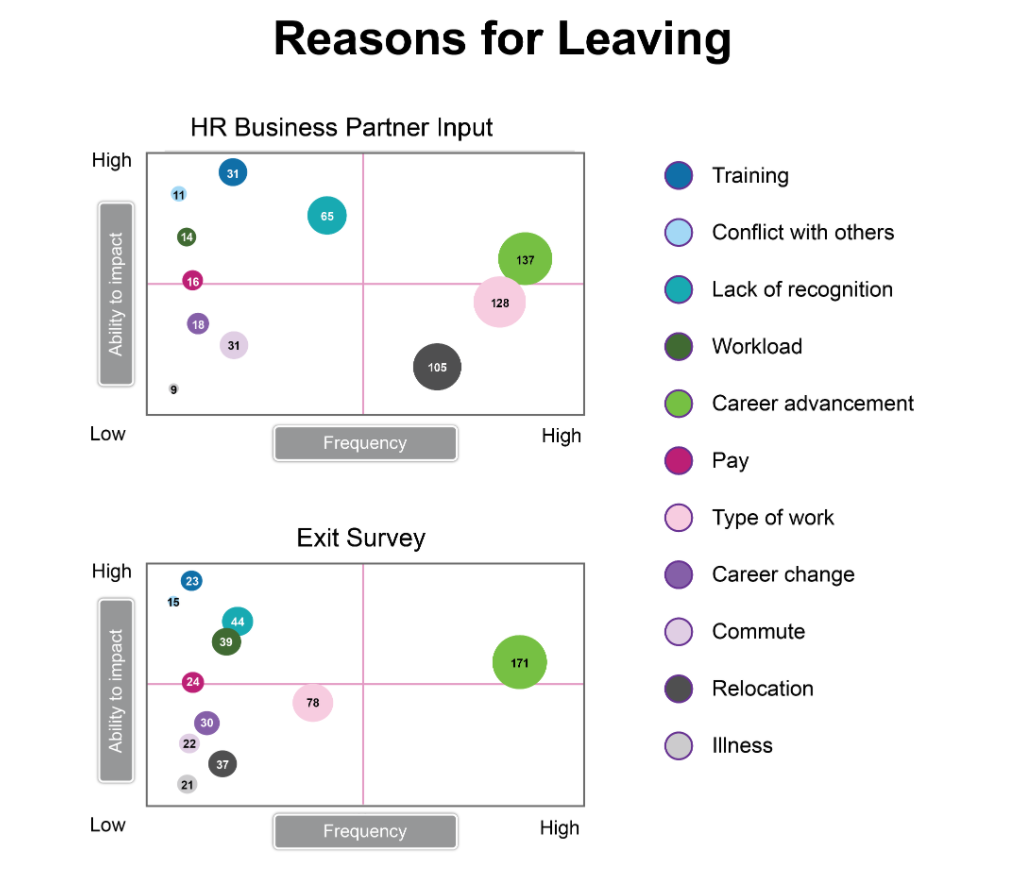 Reasons for Leaving
HR Business Partner Input
High
Ability to impact
31
11
65
14
137
16
128
18
31
105
9
Low
Frequency
High
Exit Survey
High
Ability to impact
23
15
44
39
171
24
78
30
22
37
21
Low
Frequency
High
Training
Conflict with others
Lack of recognition
Workload
Career advancement
Pay
Type of work
Career change
Commute
Relocation
Illness